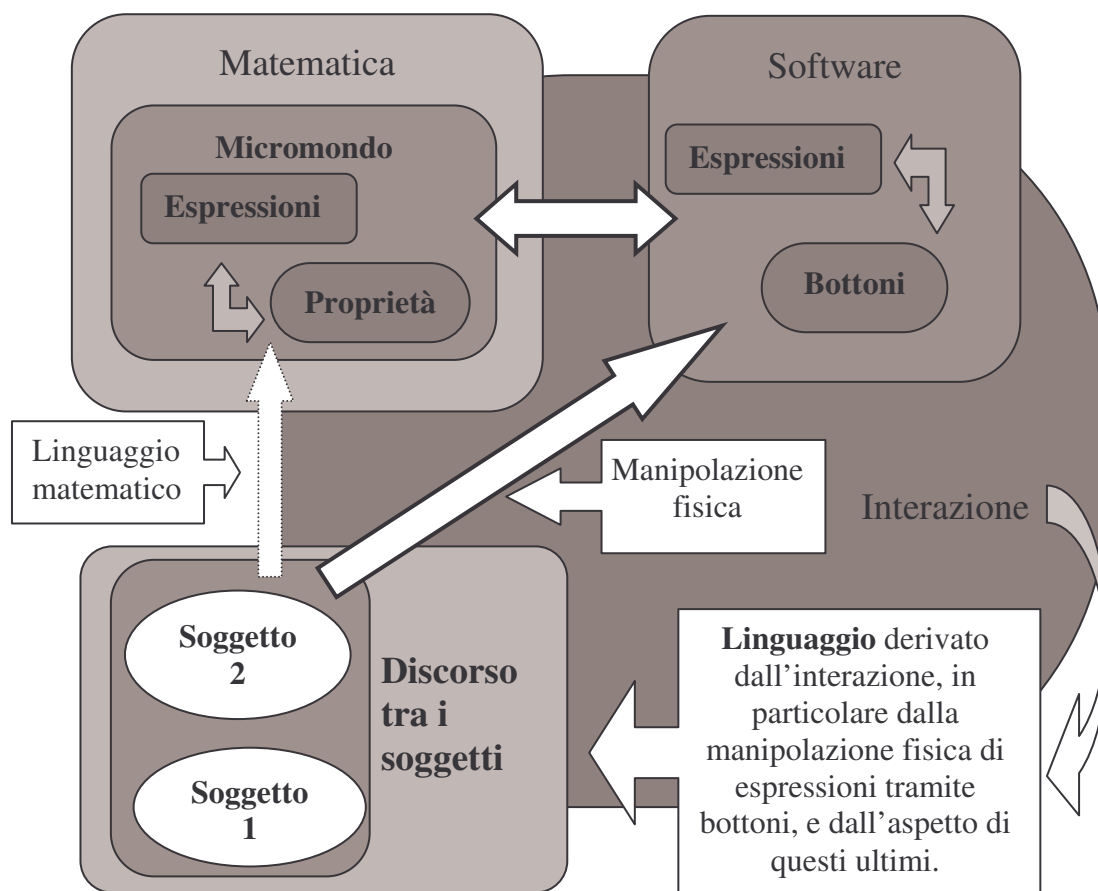 Matematica
Micromondo
Espressioni
Proprietà
Software
Espressioni
Bottoni
Linguaggio
matematico
Manipolazione
fisica
Interazione
Soggetto
2
Soggetto
1
Discorso
tra i
soggetti
Linguaggio derivato
dall’interazione, in
particolare dalla
manipolazione fisica di
espressioni tramite
bottoni, e dall’aspetto di
questi ultimi.